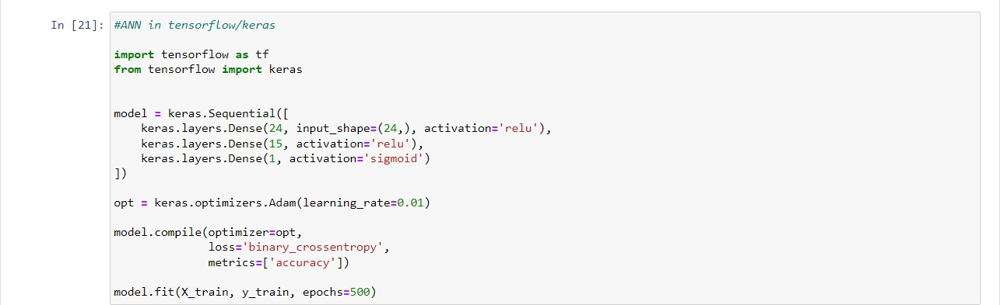 In [21]: #ANN in tensorflow/keras
import tensorflow as tf
from tensorflow import keras
model = keras.Sequential([
    keras.layers.Dense(24, input_shape=(24,), activation='relu'),
    keras.layers.Dense(15, activation='relu'),
    keras.layers.Dense(1, activation='sigmoid')
])
opt = keras.optimizers.Adam(learning_rate=0.01)
model.compile(optimizer=opt,
              loss='binary_crossentropy',
              metrics=['accuracy'])
model.fit(X_train, y_train, epochs=500)